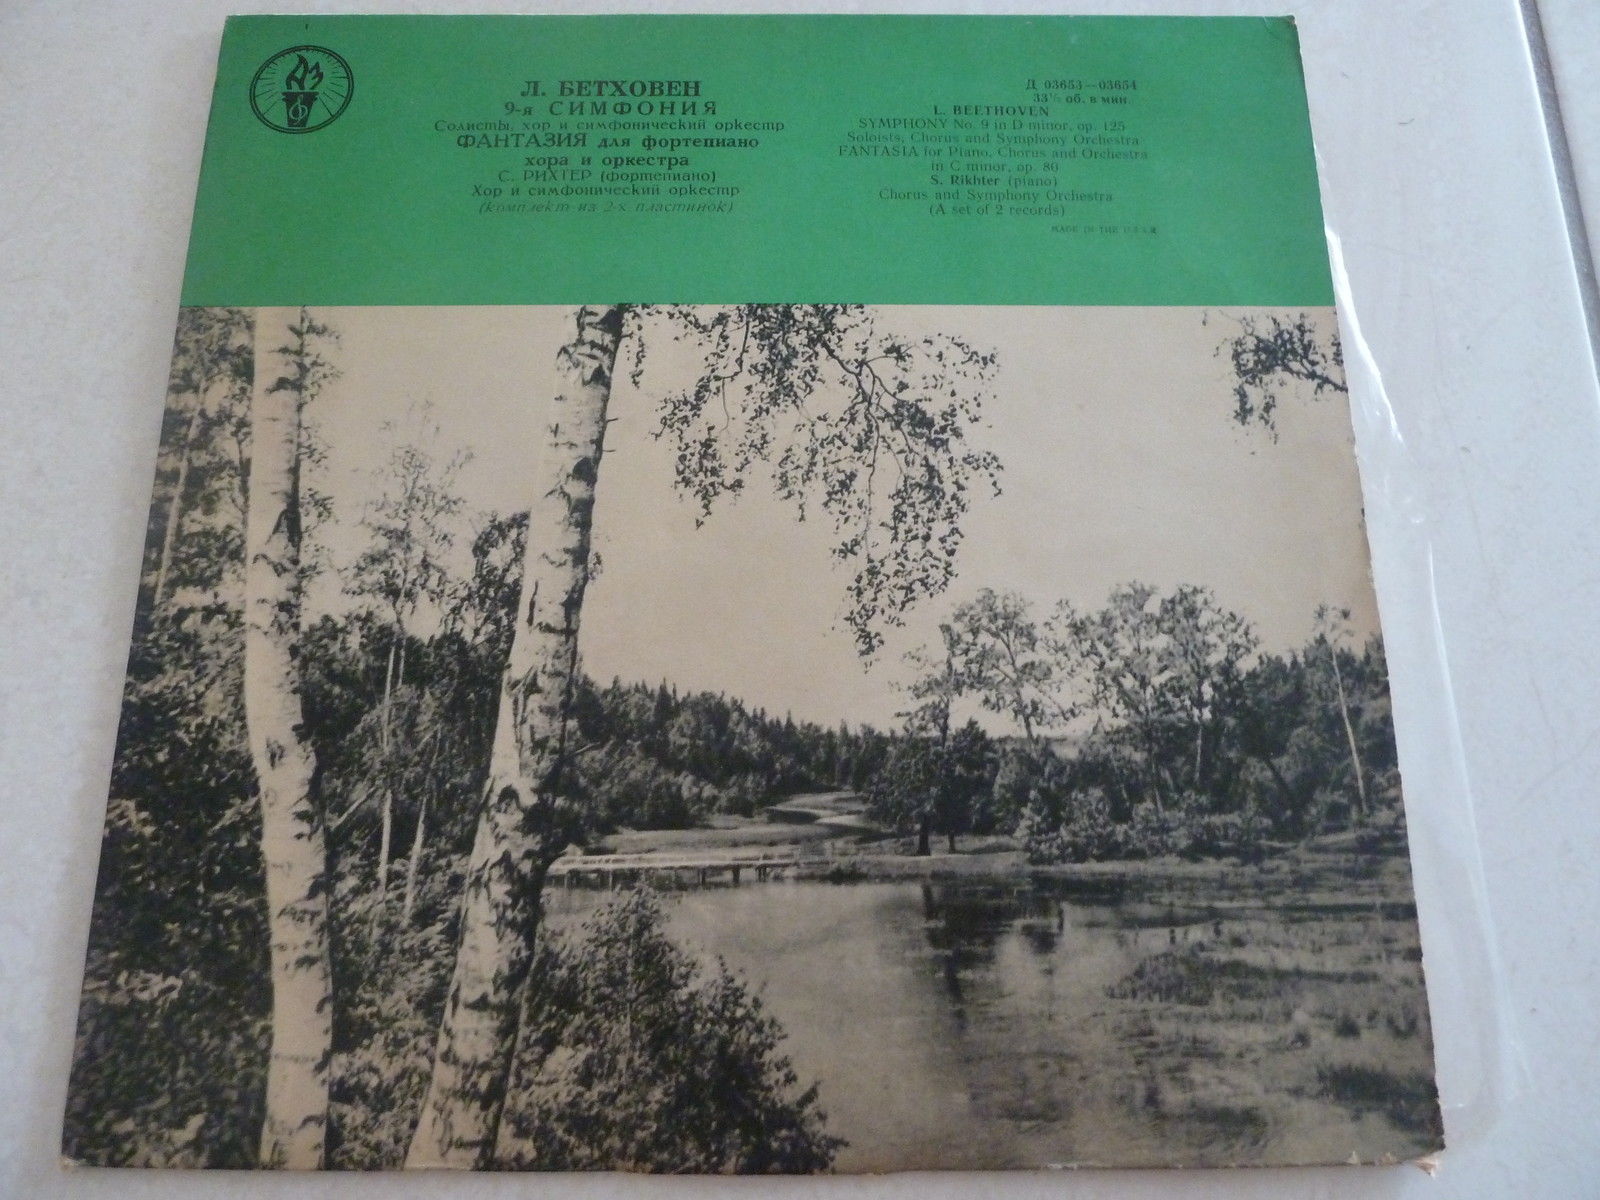 ДЗ
Л. БЕТХОВЕН
9-я СИМФОНИЯ
Солисты, хор и симфонический оркестр
ФАНТАЗИЯ для фортепиано
хора и оркестра
С. РИХТЕР (фортепиано)
Хор и симфонический оркестр
(комплект из 2-х пластинок)
Д 03653—03654
33⅓ об. в мин.
L. BEETHOVEN
SYMPHONY No. 9 in D minor, op. 125
Soloists, Chorus and Symphony Orchestra
FANTASIA for Piano, Chorus and Orchestra
in C minor, op. 80
S. Rikhter (piano)
Chorus and Symphony Orchestra
(A set of 2 records)
MADE IN THE USSR